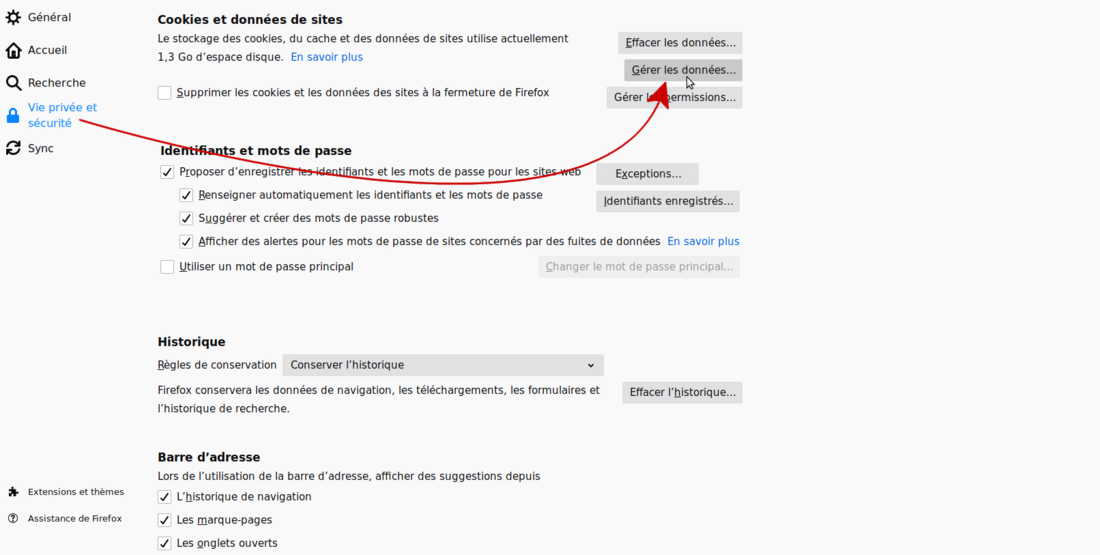 Général
Accueil
Recherche
Vie privée et
sécurité
Sync
Extensions et thèmes
Assistance de Firefox
Cookies et données de sites
Le stockage des cookies, du cache et des données de sites utilise actuellement
1,3 Go d’espace disque. En savoir plus
Effacer les données…
Gérer les données…
Supprimer les cookies et les données des sites à la fermeture de Firefox
Gérer les permissions…
Identifiants et mots de passe
Proposer d’enregistrer les identifiants et les mots de passe pour les sites web
Exceptions…
Renseigner automatiquement les identifiants et les mots de passe
Identifiants enregistrés…
Suggérer et créer des mots de passe robustes
Afficher des alertes pour les mots de passe de sites concernés par des fuites de données En savoir plus
Utiliser un mot de passe principal
Changer le mot de passe principal…
Historique
Règles de conservation Conserver l’historique
Firefox conservera les données de navigation, les téléchargements, les formulaires et
l’historique de recherche.
Effacer l’historique…
Barre d’adresse
Lors de l’utilisation de la barre d’adresse, afficher des suggestions depuis
L’historique de navigation
Les marque-pages
Les onglets ouverts